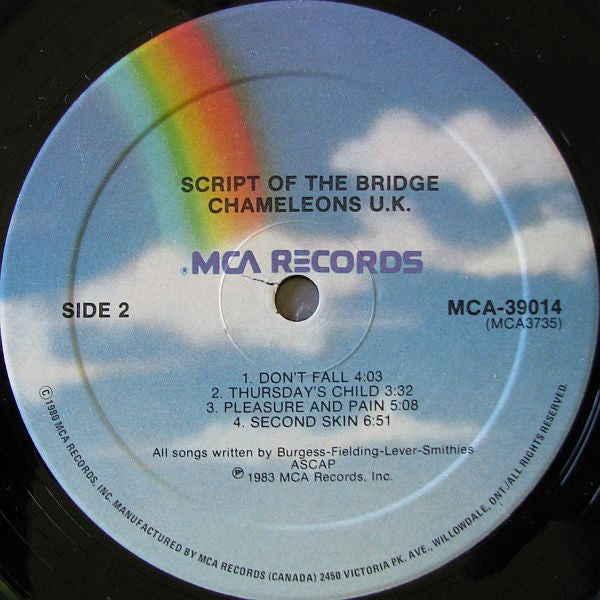 SCRIPT OF THE BRIDGE
CHAMELEONS U.K.
® MCA RECORDS
SIDE 2
MCA-39014
(MCA3735)
1. DON'T FALL 4:03
2. THURSDAY'S CHILD 3:32
3. PLEASURE AND PAIN 5:08
4. SECOND SKIN 6:51
All songs written by Burgess-Fielding-Lever-Smithies
ASCAP
℗ 1983 MCA Records, Inc.
© 1980 MCA RECORDS, INC. MANUFACTURED BY MCA RECORDS (CANADA) 2450 VICTORIA PK. AVE., WILLOWDALE, ONT./ALL RIGHTS RESERVED.